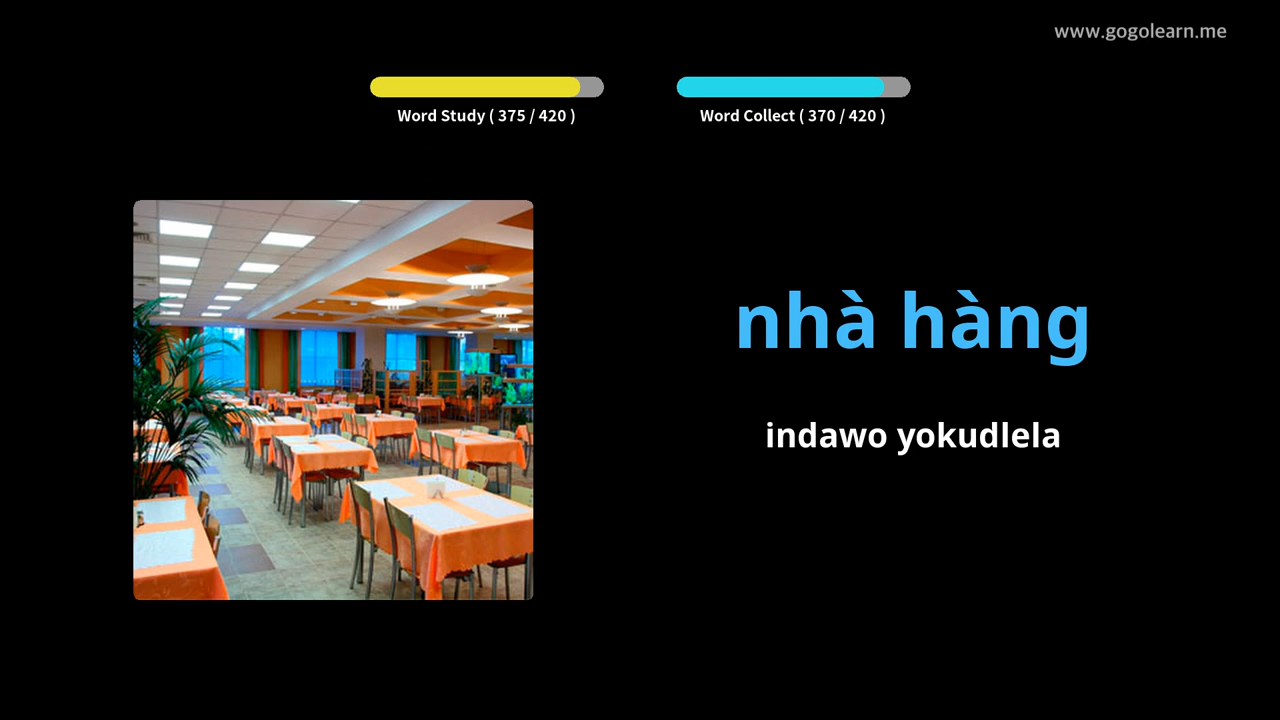 www.gogolearn.me
Word Study ( 375 / 420 )
Word Collect ( 370 / 420 )
nhà hàng
indawo yokudlela